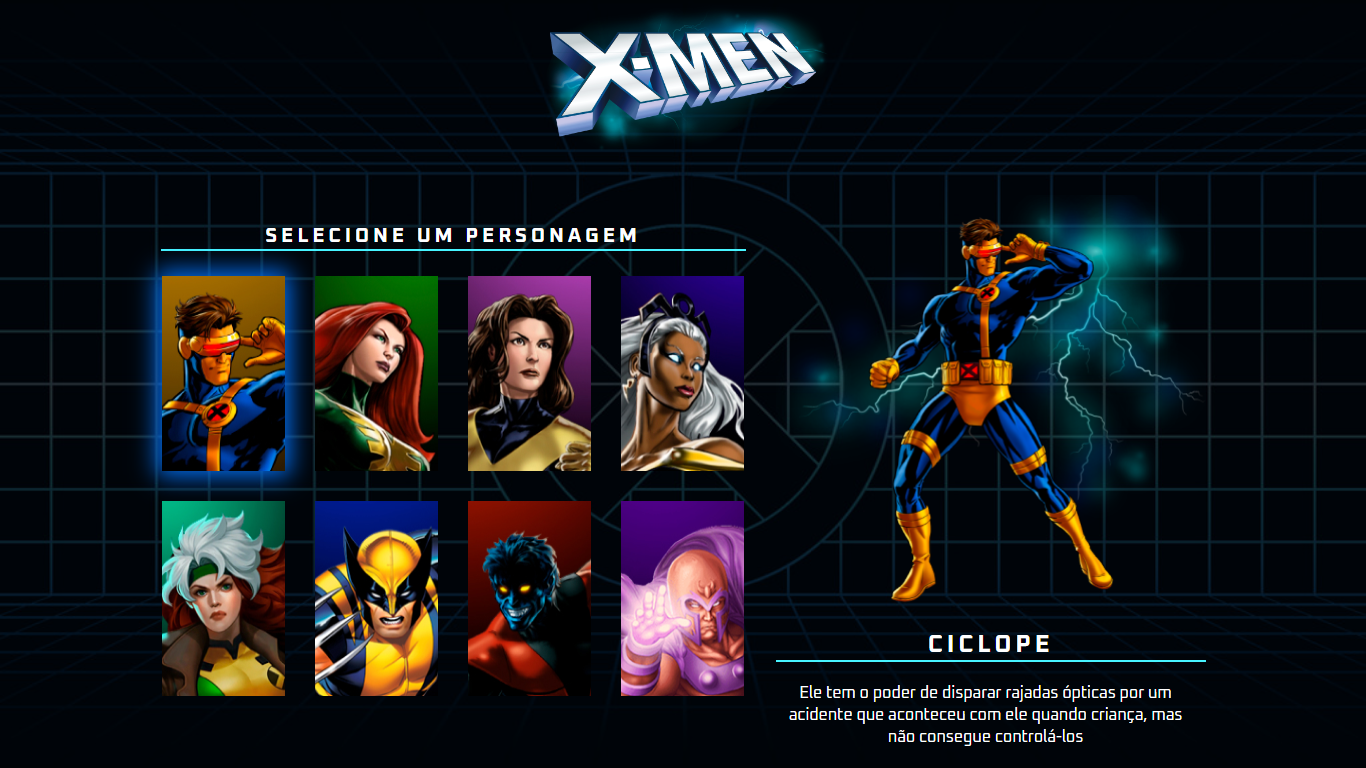 X-MEN
SELECIONE UM PERSONAGEM
CICLOPE
Ele tem o poder de disparar rajadas ópticas por um
acidente que aconteceu com ele quando criança, mas
não consegue controlá-los